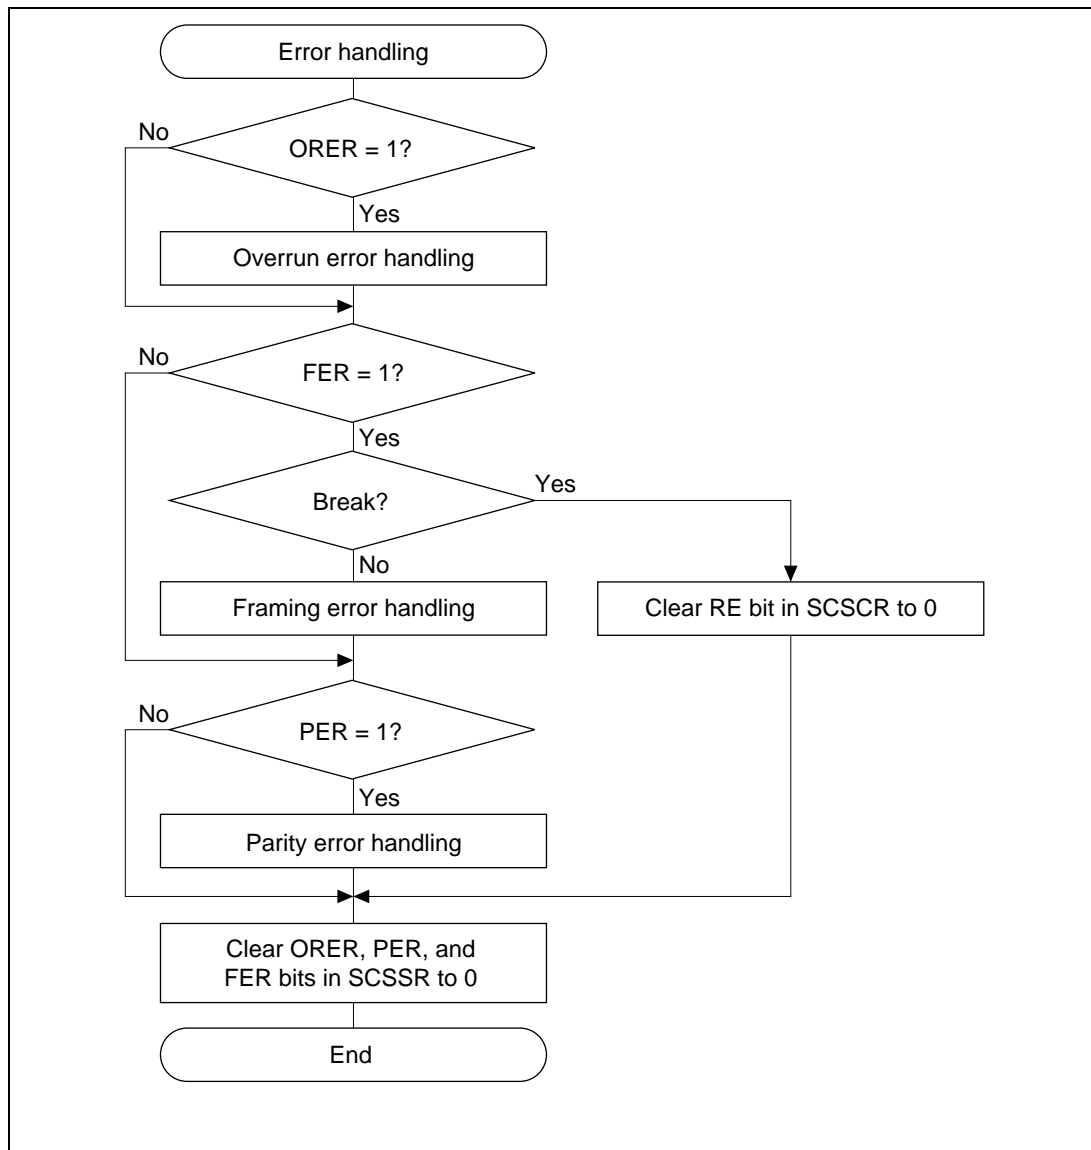 Error handling
No
ORER = 1?
Yes
Overrun error handling
No
FER = 1?
Yes
Break?
Yes
No
Framing error handling
Clear RE bit in SCSCR to 0
No
PER = 1?
Yes
Parity error handling
Clear ORER, PER, and
FER bits in SCSSR to 0
End